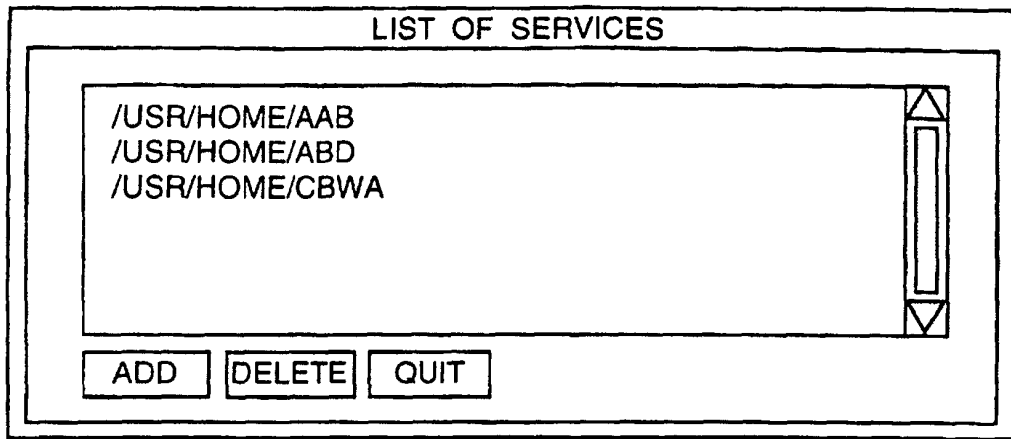 LIST OF SERVICES
/USR/HOME/AAB
/USR/HOME/ABD
/USR/HOME/CBWA
ADD DELETE QUIT